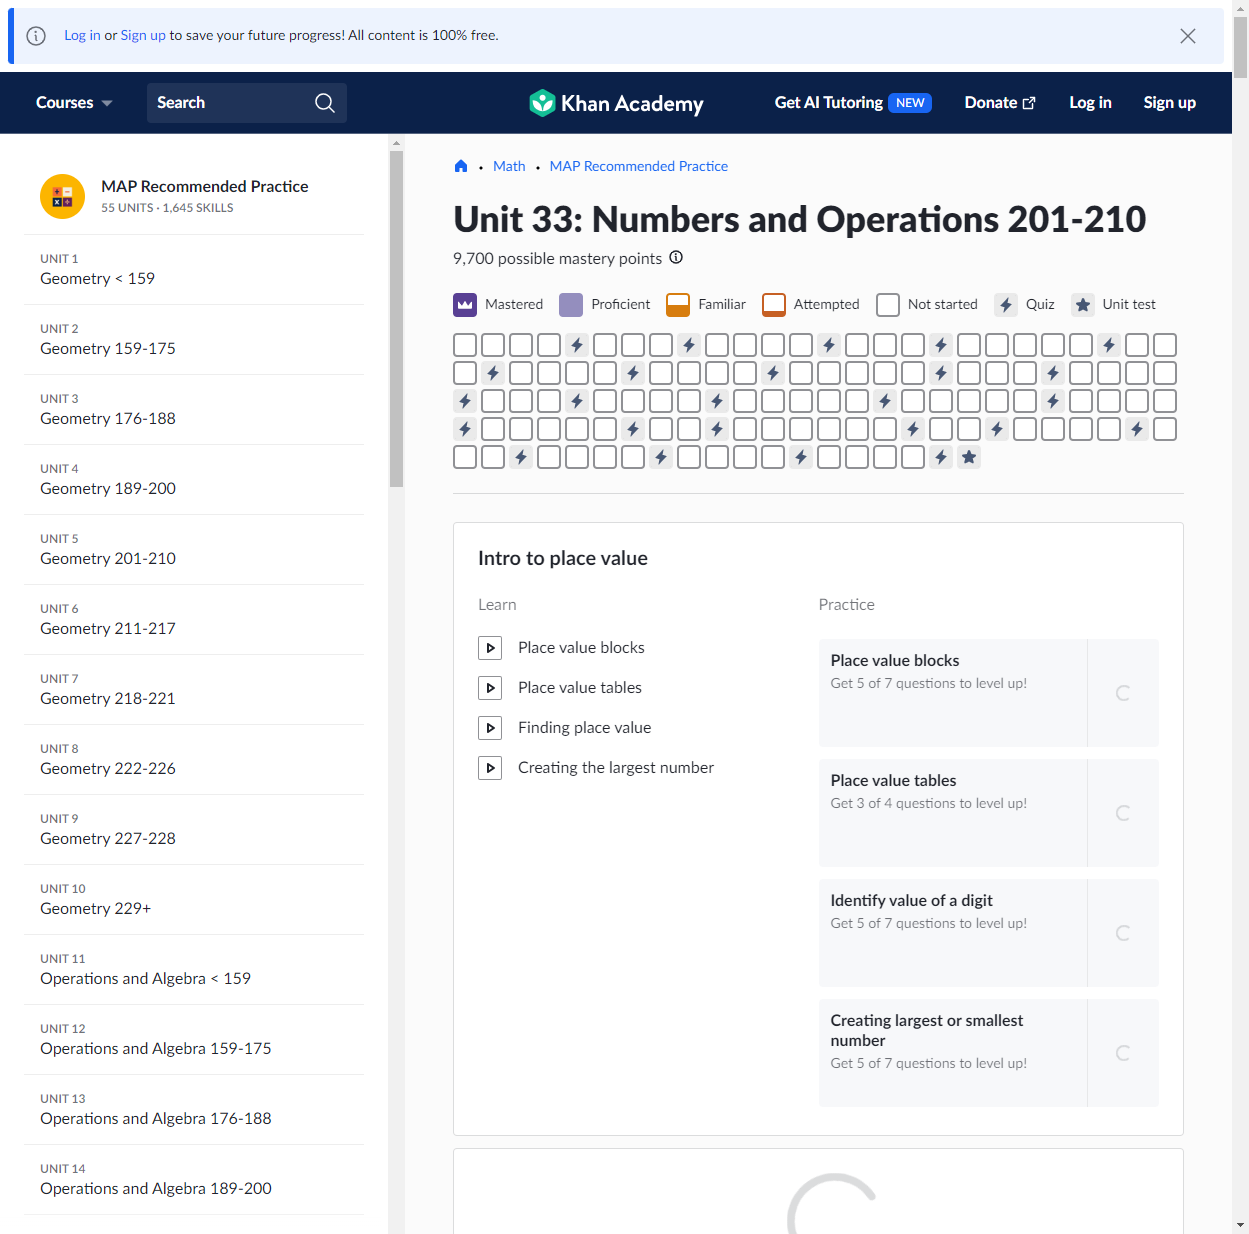 Log in or Sign up to save your future progress! All content is 100% free.
Courses
Search
Khan Academy
Get AI Tutoring NEW
Donate
Log in
Sign up
MAP Recommended Practice
55 UNITS · 1,645 SKILLS
UNIT 1
Geometry < 159
UNIT 2
Geometry 159-175
UNIT 3
Geometry 176-188
UNIT 4
Geometry 189-200
UNIT 5
Geometry 201-210
UNIT 6
Geometry 211-217
UNIT 7
Geometry 218-221
UNIT 8
Geometry 222-226
UNIT 9
Geometry 227-228
UNIT 10
Geometry 229+
UNIT 11
Operations and Algebra < 159
UNIT 12
Operations and Algebra 159-175
UNIT 13
Operations and Algebra 176-188
UNIT 14
Operations and Algebra 189-200
Math • MAP Recommended Practice
Unit 33: Numbers and Operations 201-210
9,700 possible mastery points
Mastered
Proficient
Familiar
Attempted
Not started
Quiz
Unit test
Intro to place value
Learn
Place value blocks
Place value tables
Finding place value
Creating the largest number
Practice
Place value blocks
Get 5 of 7 questions to level up!
Place value tables
Get 3 of 4 questions to level up!
Identify value of a digit
Get 5 of 7 questions to level up!
Creating largest or smallest
number
Get 5 of 7 questions to level up!